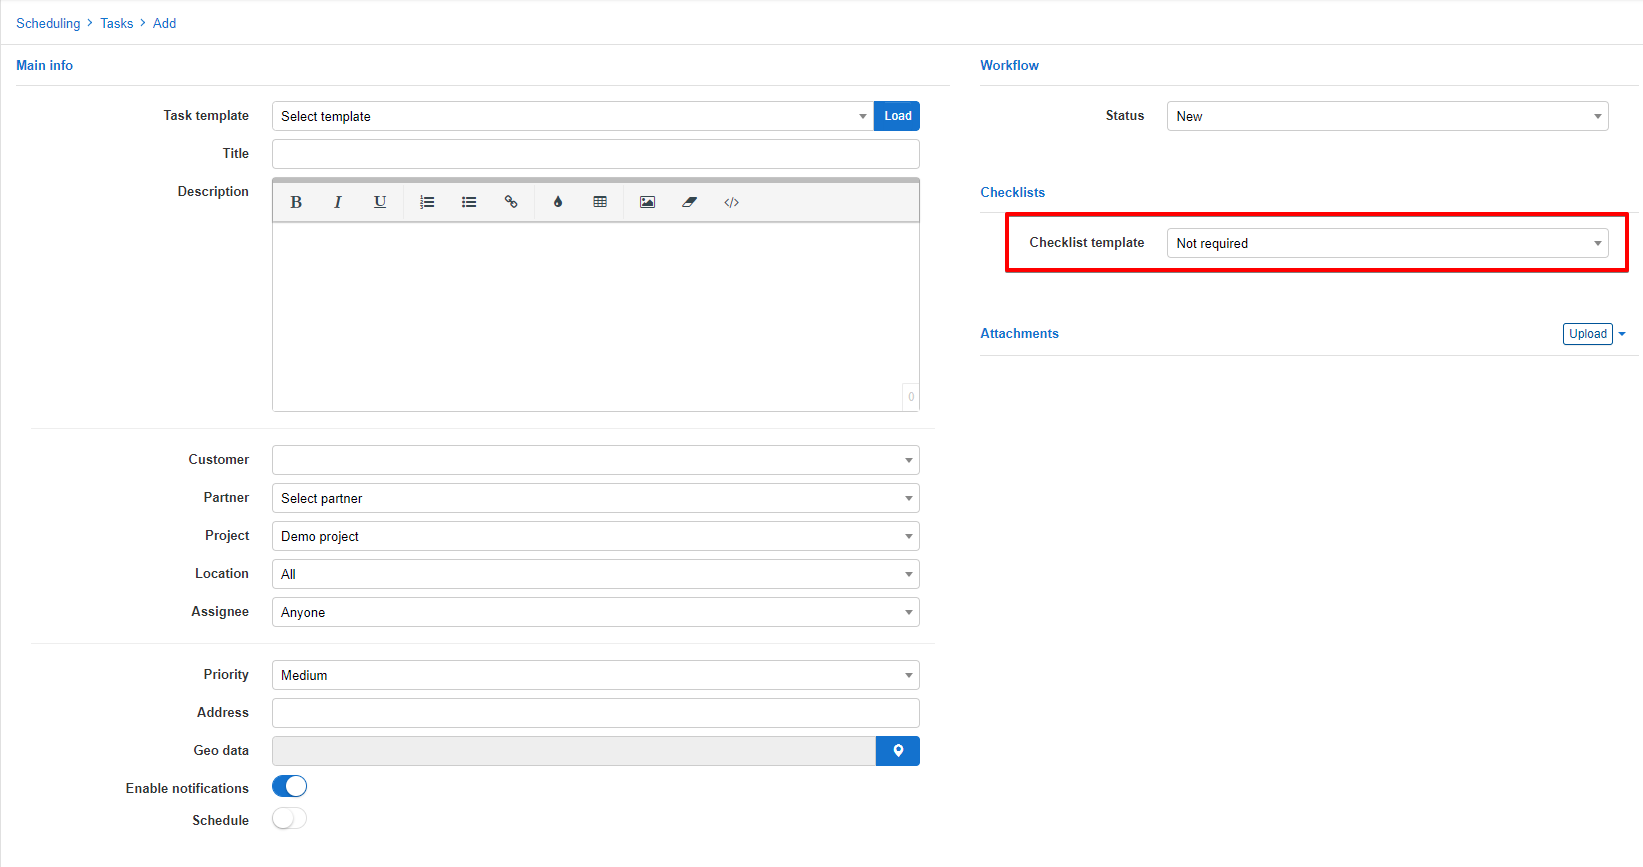 Scheduling > Tasks > Add
Main info
Task template
Select template
Load
Title
Description
B I U </>
0
Customer
Partner
Select partner
Project
Demo project
Location
All
Assignee
Anyone
Priority
Medium
Address
Geo data
Enable notifications
Schedule
Workflow
Status
New
Checklists
Checklist template
Not required
Attachments
Upload